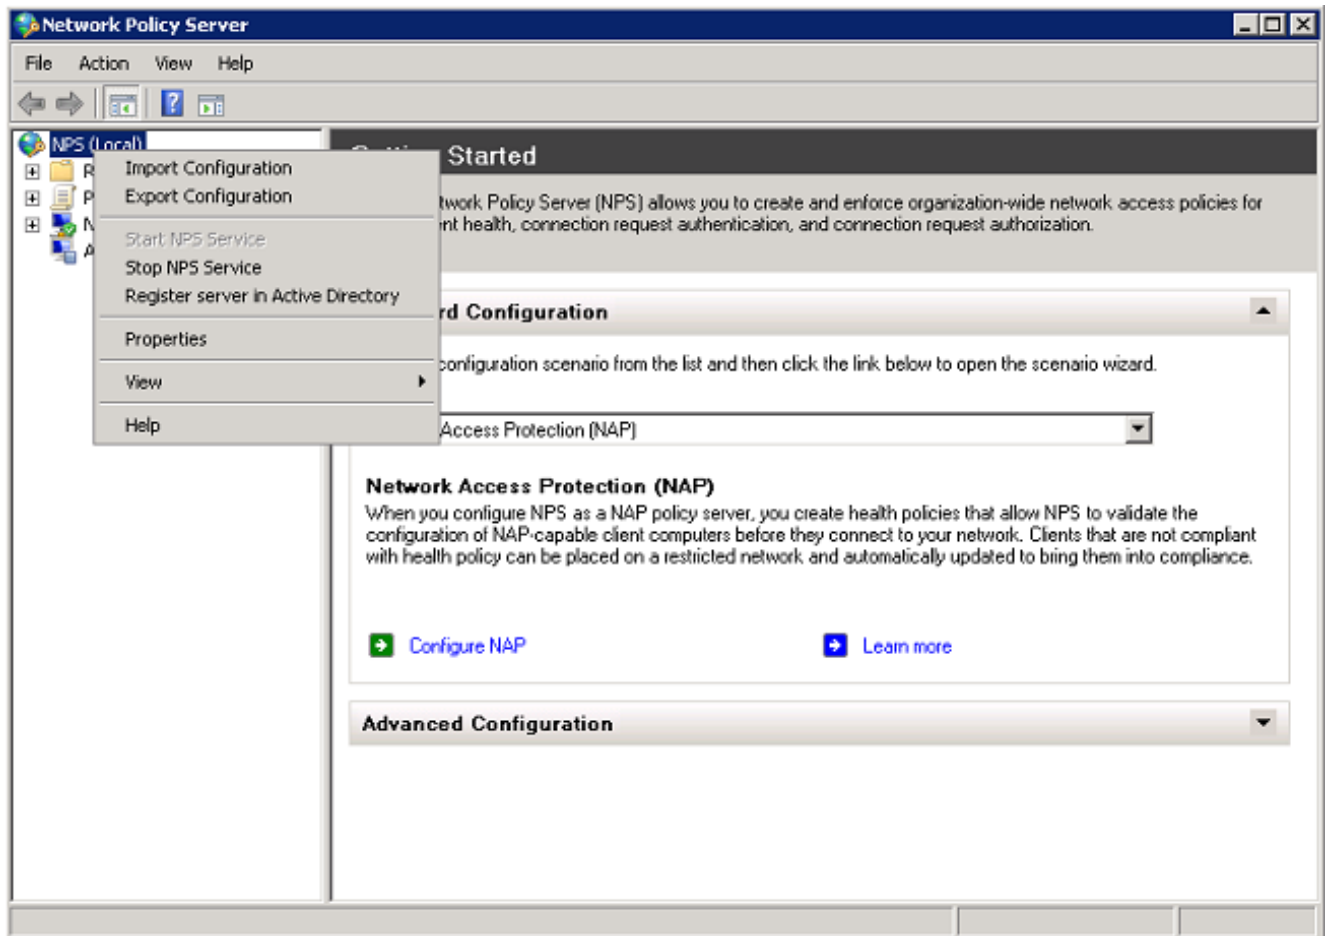 Network Policy Server
File Action View Help
NPS (Local)
R
P
N
A
Import Configuration
Export Configuration
Start NPS Service
Stop NPS Service
Register server in Active Directory
Properties
View
Help
Started
twork Policy Server (NPS) allows you to create and enforce organization-wide network access policies for
nt health, connection request authentication, and connection request authorization.
rd Configuration
configuration scenario from the list and then click the link below to open the scenario wizard.
Access Protection (NAP)
Network Access Protection (NAP)
When you configure NPS as a NAP policy server, you create health policies that allow NPS to validate the
configuration of NAP-capable client computers before they connect to your network. Clients that are not compliant
with health policy can be placed on a restricted network and automatically updated to bring them into compliance.
Configure NAP
Learn more
Advanced Configuration